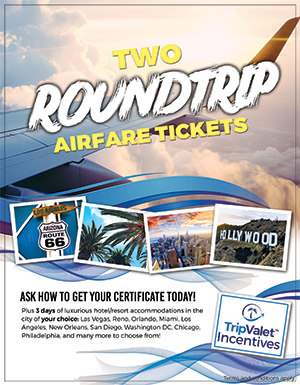 TWO
ROUNDTRIP
AIRFARE TICKETS
ARIZONA
ROUTE
66
HOLLYWOOD
ASK HOW TO GET YOUR CERTIFICATE TODAY!
Plus 3 days of luxurious hotel/resort accommodations in the
city of your choice; Las Vegas, Reno, Orlando, Miami, Los
Angeles, New Orleans, San Diego, Washington DC, Chicago,
Philadelphia, and many more to choose from!
TripValet™
Incentives
Terms and conditions apply.